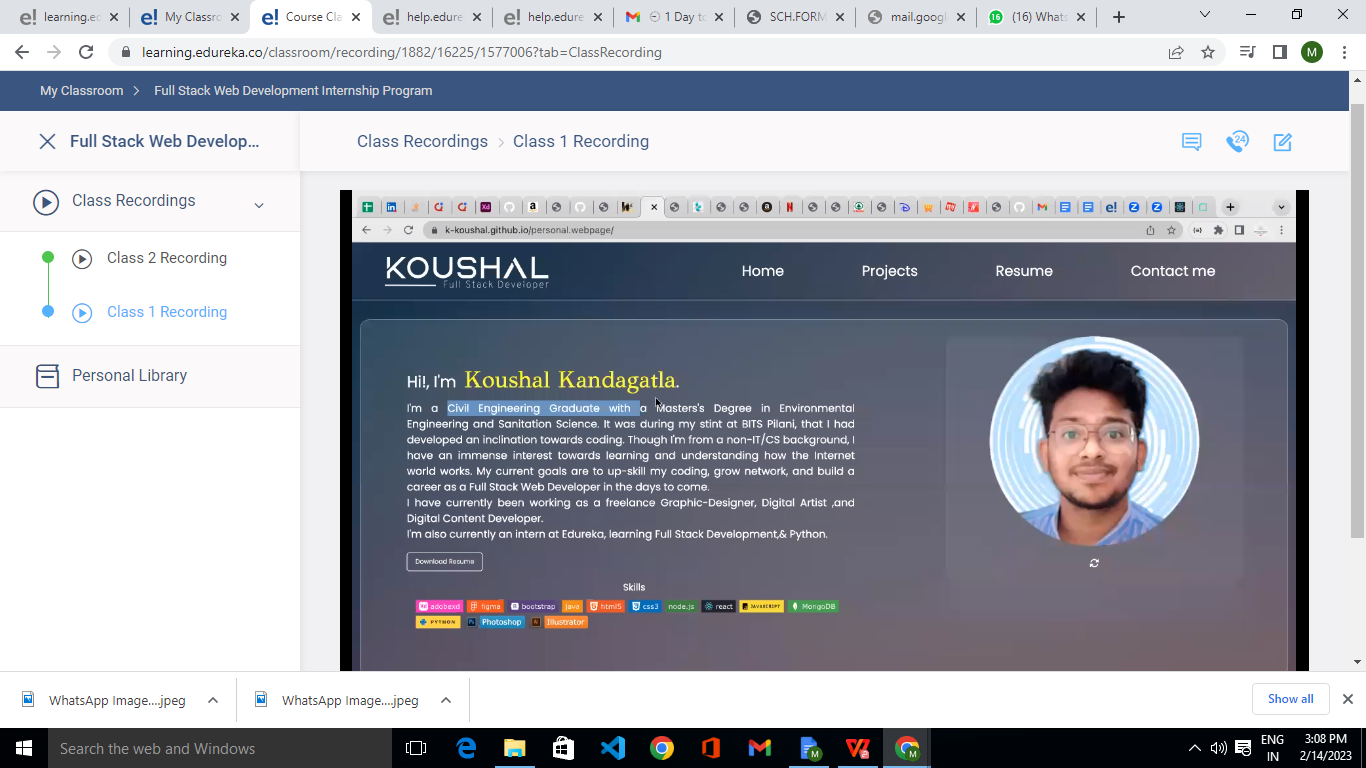 learning.ed
My Classro
Course Cla
help.edure
help.edure
1 Day to
SCH.FORM
mail.googl
(16) Whats
learning.edureka.co/classroom/recording/1882/16225/1577006?tab=ClassRecording
M
My Classroom > Full Stack Web Development Internship Program
Full Stack Web Develop...
Class Recordings > Class 1 Recording
24
Class Recordings
Class 2 Recording
Class 1 Recording
Personal Library
k-koushal.github.io/personal.webpage/
KOUSHAL
Full Stack Developer
Home
Projects
Resume
Contact me
Hi!, I'm Koushal Kandagatla.
I'm a Civil Engineering Graduate with a Masters's Degree in Environmental
Engineering and Sanitation Science. It was during my stint at BITS Pilani, that I had
developed an inclination towards coding. Though I'm from a non-IT/CS background, I
have an immense interest towards learning and understanding how the Internet
world works. My current goals are to up-skill my coding, grow network, and build a
career as a Full Stack Web Developer in the days to come.
I have currently been working as a freelance Graphic-Designer, Digital Artist ,and
Digital Content Developer.
I'm also currently an intern at Edureka, learning Full Stack Development,& Python.
Download Resume
Skills
adobexd figma bootstrap java html5 css3 node.js react JAVASCRIPT MongoDB
PYTHON Photoshop Illustrator
WhatsApp Image....jpeg
WhatsApp Image....jpeg
Show all
Search the web and Windows
ENG
IN
3:08 PM
2/14/2023